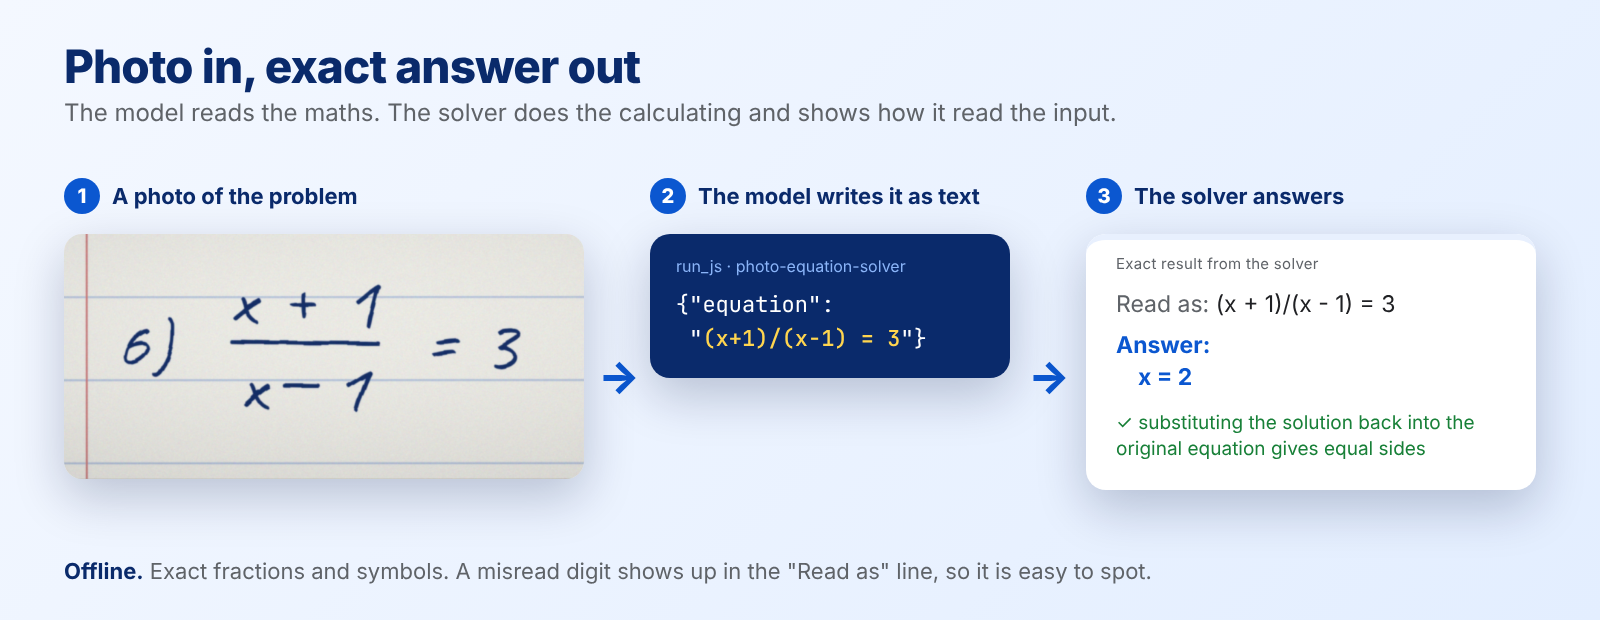 Photo in, exact answer out
The model reads the maths. The solver does the calculating and shows how it read the input.
1 A photo of the problem
6) x + 1
= 3
x - 1
2 The model writes it as text
run_js · photo-equation-solver
{"equation":
"(x+1)/(x-1) = 3"}
3 The solver answers
Exact result from the solver
Read as: (x + 1)/(x - 1) = 3
Answer:
x = 2
✓ substituting the solution back into the
original equation gives equal sides
Offline. Exact fractions and symbols. A misread digit shows up in the "Read as" line, so it is easy to spot.